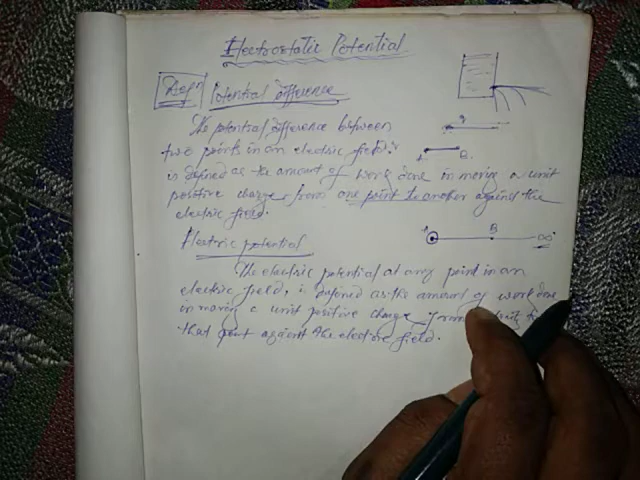 Electrostatic Potential
Defn Potential difference
The potential difference between
two points in an electric field
is defined as the amount of work done in moving a unit
positive charge from one point to another against the
electric field.
A B
Electric potential
A B ∞
The electric potential at any point in an
electric field, is defined as the amount of work done
in moving a unit positive charge from
that point against the electric field.